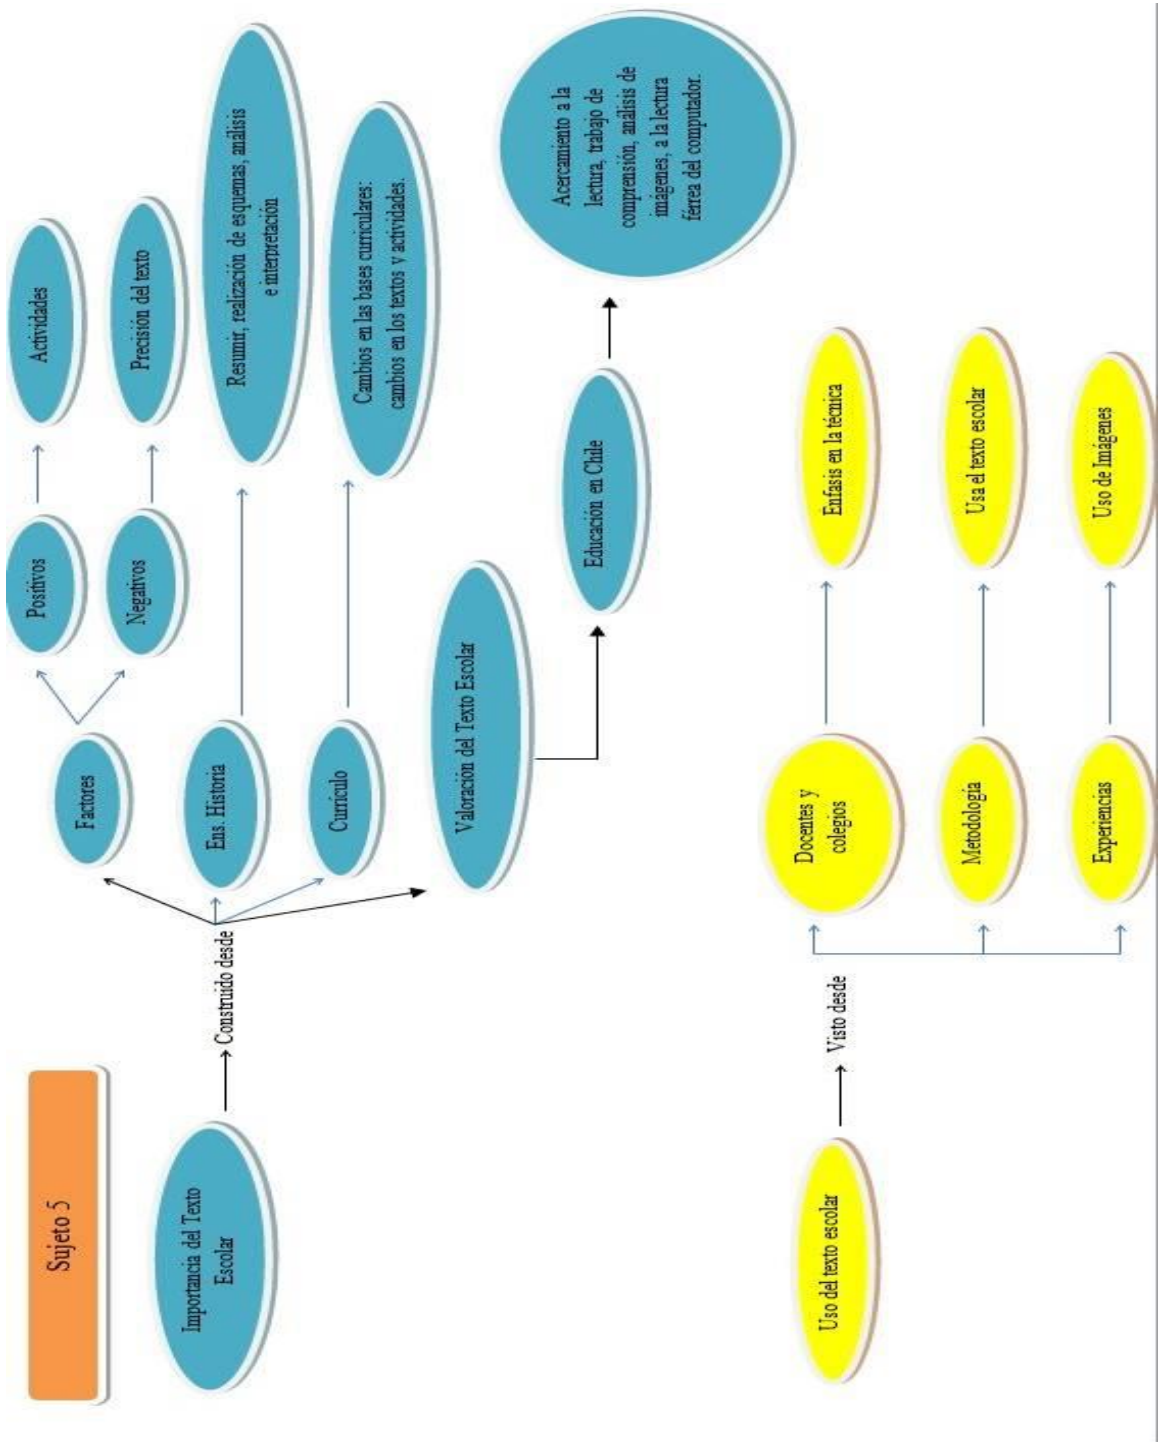 Sujeto 5
Importancia del Texto
Escolar
Construido desde
Factores
Positivos
Actividades
Negativos
Precisión del texto
Ens. Historia
Resumir, realización de esquemas, análisis
e interpretación
Currículo
Cambios en las bases curriculares:
cambios en los textos y actividades.
Valoración del Texto Escolar
Educación en Chile
Acercamiento a la
lectura, trabajo de
comprensión, análisis de
imágenes, a la lectura
férrea del computador.
Uso del texto escolar
Visto desde
Docentes y
colegios
Enfasis en la técnica
Metodología
Usa el texto escolar
Experiencias
Uso de Imágenes